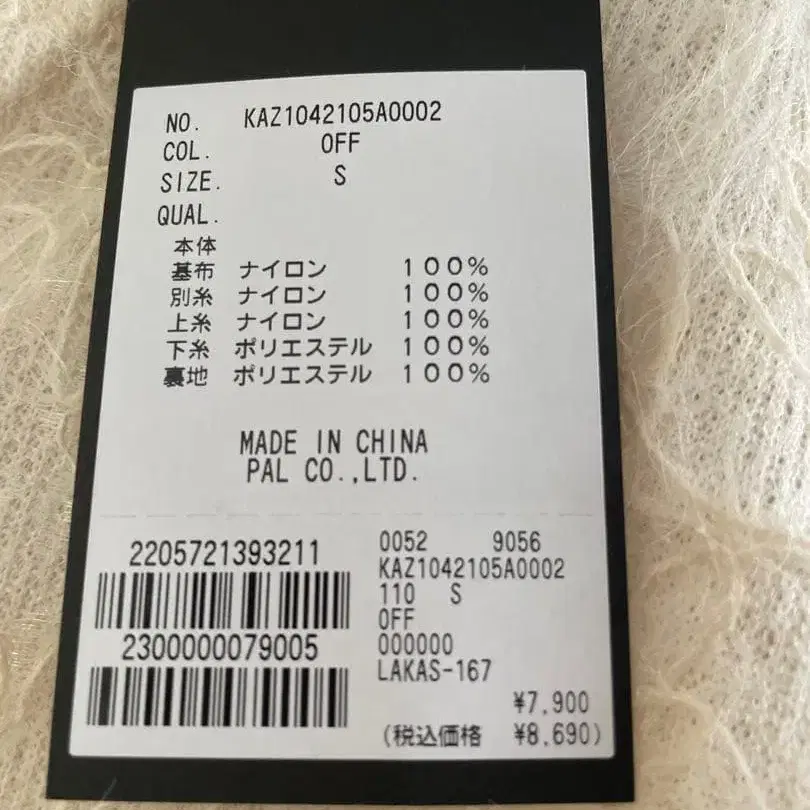 NO. KAZ1042105A0002
COL. OFF
SIZE. S
QUAL.
本体
基布 ナイロン 100%
別糸 ナイロン 100%
上糸 ナイロン 100%
下糸 ポリエステル 100%
裏地 ポリエステル 100%
MADE IN CHINA
PAL CO.,LTD.
2205721393211
2300000079005
0052 9056
KAZ1042105A0002
110 S
OFF
000000
LAKAS-167
¥7,900
(税込価格 ¥8,690)